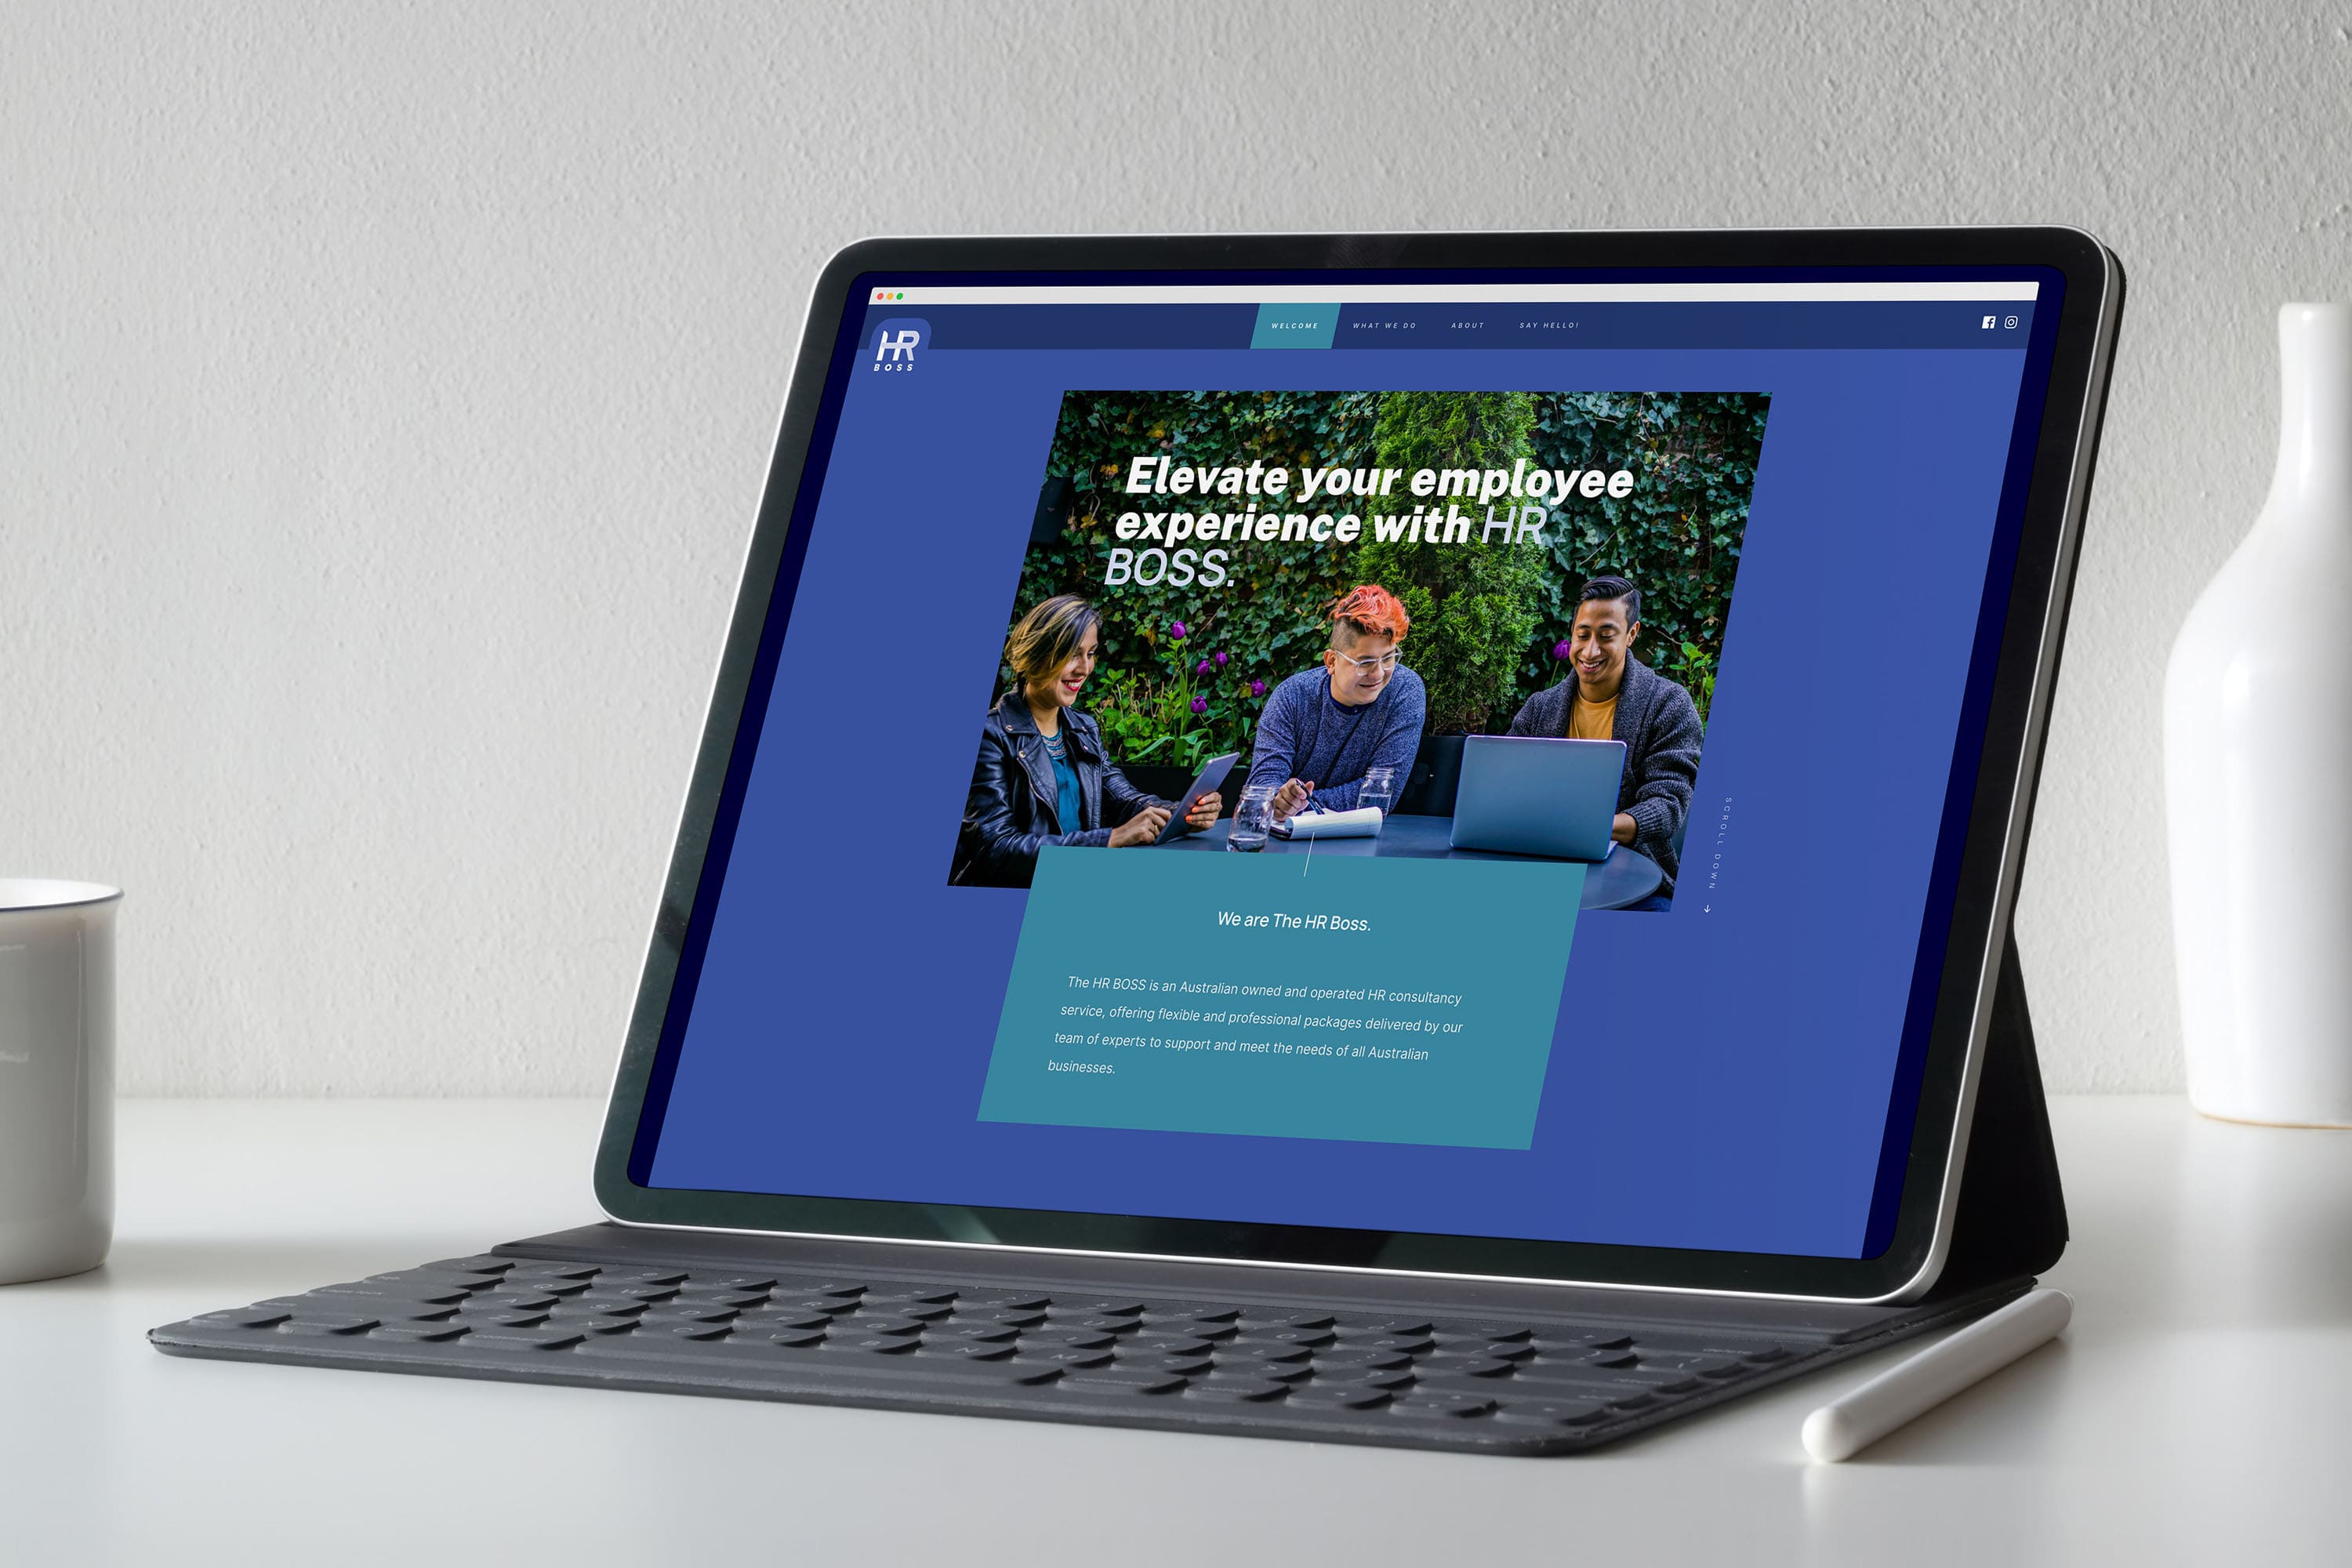 HR
BOSS
WELCOME
WHAT WE DO
ABOUT
SAY HELLO!
Elevate your employee
experience with HR
BOSS.
SCROLL DOWN
We are The HR Boss.
The HR BOSS is an Australian owned and operated HR consultancy
service, offering flexible and professional packages delivered by our
team of experts to support and meet the needs of all Australian
businesses.